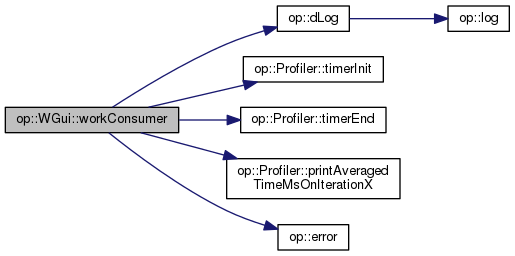 op::dLog
op::log
op::Profiler::timerInit
op::WGui::workConsumer
op::Profiler::timerEnd
op::Profiler::printAveraged
TimeMsOnIterationX
op::error